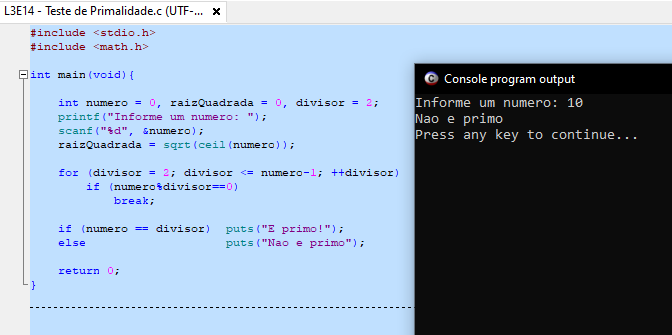 L3E14 - Teste de Primalidade.c (UTF-...
#include <stdio.h>
#include <math.h>
int main(void){
int numero = 0, raizQuadrada = 0, divisor = 2;
printf("Informe um numero: ");
scanf("%d", &numero);
raizQuadrada = sqrt(ceil(numero));
for (divisor = 2; divisor <= numero-1; ++divisor)
if (numero%divisor==0)
break;
if (numero == divisor)  puts("E primo!");
else                    puts("Nao e primo");
return 0;
}
Console program output
Informe um numero: 10
Nao e primo
Press any key to continue...